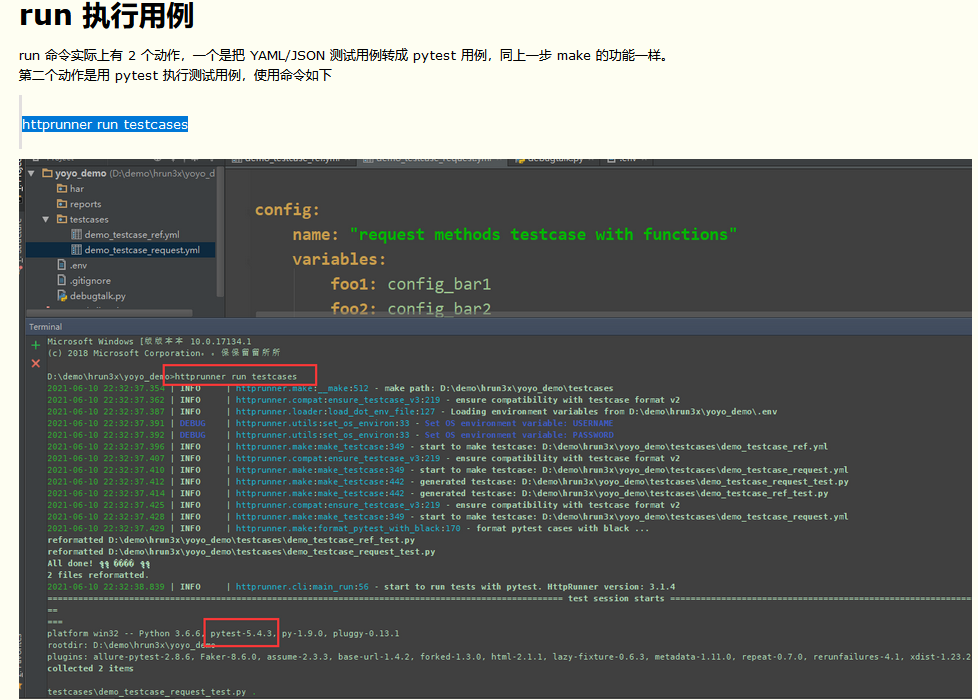 run 执行用例
run 命令实际上有 2 个动作，一个是把 YAML/JSON 测试用例转成 pytest 用例，同上一步 make 的功能一样。
第二个动作是用 pytest 执行测试用例，使用命令如下
httprunner run testcases
yoyo_demo (D:\demo\hrun3x\yoyo_d
har
reports
testcases
demo_testcase_ref.yml
demo_testcase_request.yml
.env
.gitignore
debugtalk.py
config:
name: "request methods testcase with functions"
variables:
foo1: config_bar1
foo2: config_bar2
Terminal
Microsoft Windows [版版本本 10.0.17134.1
(c) 2018 Microsoft Corporation。 。保保留留所所
D:\demo\hrun3x\yoyo_demo>httprunner run testcases
2021-06-10 22:32:37.354 | INFO | httprunner.make:__make:512 - make path: D:\demo\hrun3x\yoyo_demo\testcases
2021-06-10 22:32:37.362 | INFO | httprunner.compat:ensure_testcase_v3:219 - ensure compatibility with testcase format v2
2021-06-10 22:32:37.387 | INFO | httprunner.loader:load_dot_env_file:127 - Loading environment variables from D:\demo\hrun3x\yoyo_demo\.env
2021-06-10 22:32:37.391 | DEBUG | httprunner.utils:set_os_environ:33 - Set OS environment variable: USERNAME
2021-06-10 22:32:37.392 | DEBUG | httprunner.utils:set_os_environ:33 - Set OS environment variable: PASSWORD
2021-06-10 22:32:37.396 | INFO | httprunner.make:make_testcase:349 - start to make testcase: D:\demo\hrun3x\yoyo_demo\testcases\demo_testcase_ref.yml
2021-06-10 22:32:37.407 | INFO | httprunner.compat:ensure_testcase_v3:219 - ensure compatibility with testcase format v2
2021-06-10 22:32:37.410 | INFO | httprunner.make:make_testcase:349 - start to make testcase: D:\demo\hrun3x\yoyo_demo\testcases\demo_testcase_request.yml
2021-06-10 22:32:37.412 | INFO | httprunner.make:make_testcase:442 - generated testcase: D:\demo\hrun3x\yoyo_demo\testcases\demo_testcase_request_test.py
2021-06-10 22:32:37.414 | INFO | httprunner.make:make_testcase:442 - generated testcase: D:\demo\hrun3x\yoyo_demo\testcases\demo_testcase_ref_test.py
2021-06-10 22:32:37.425 | INFO | httprunner.compat:ensure_testcase_v3:219 - ensure compatibility with testcase format v2
2021-06-10 22:32:37.428 | INFO | httprunner.make:make_testcase:349 - start to make testcase: D:\demo\hrun3x\yoyo_demo\testcases\demo_testcase_request.yml
2021-06-10 22:32:37.429 | INFO | httprunner.make:format_pytest_with_black:170 - format pytest cases with black ...
reformatted D:\demo\hrun3x\yoyo_demo\testcases\demo_testcase_ref_test.py
reformatted D:\demo\hrun3x\yoyo_demo\testcases\demo_testcase_request_test.py
All done!
2 files reformatted.
2021-06-10 22:32:38.839 | INFO | httprunner.cli:main_run:56 - start to run tests with pytest. HttpRunner version: 3.1.4
test session starts
platform win32 -- Python 3.6.6, pytest-5.4.3, py-1.9.0, pluggy-0.13.1
rootdir: D:\demo\hrun3x\yoyo_demo
plugins: allure-pytest-2.8.6, Faker-8.6.0, assume-2.3.3, base-url-1.4.2, forked-1.3.0, html-2.1.1, lazy-fixture-0.6.3, metadata-1.11.0, repeat-0.7.0, rerunfailures-4.1, xdist-1.23.2
collected 2 items
testcases\demo_testcase_request_test.py .